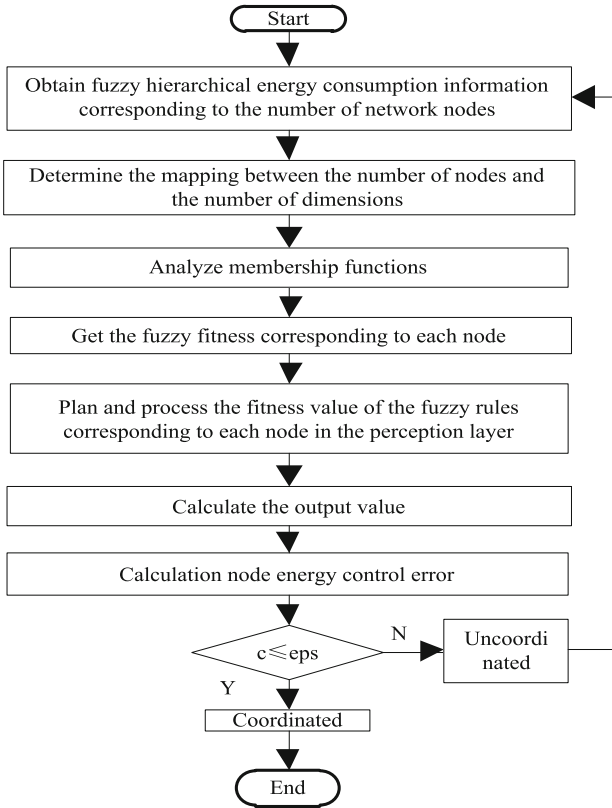 Start
Obtain fuzzy hierarchical energy consumption information
corresponding to the number of network nodes
Determine the mapping between the number of nodes and
the number of dimensions
Analyze membership functions
Get the fuzzy fitness corresponding to each node
Plan and process the fitness value of the fuzzy rules
corresponding to each node in the perception layer
Calculate the output value
Calculation node energy control error
c⩽eps
N
Uncoordi
nated
Y
Coordinated
End